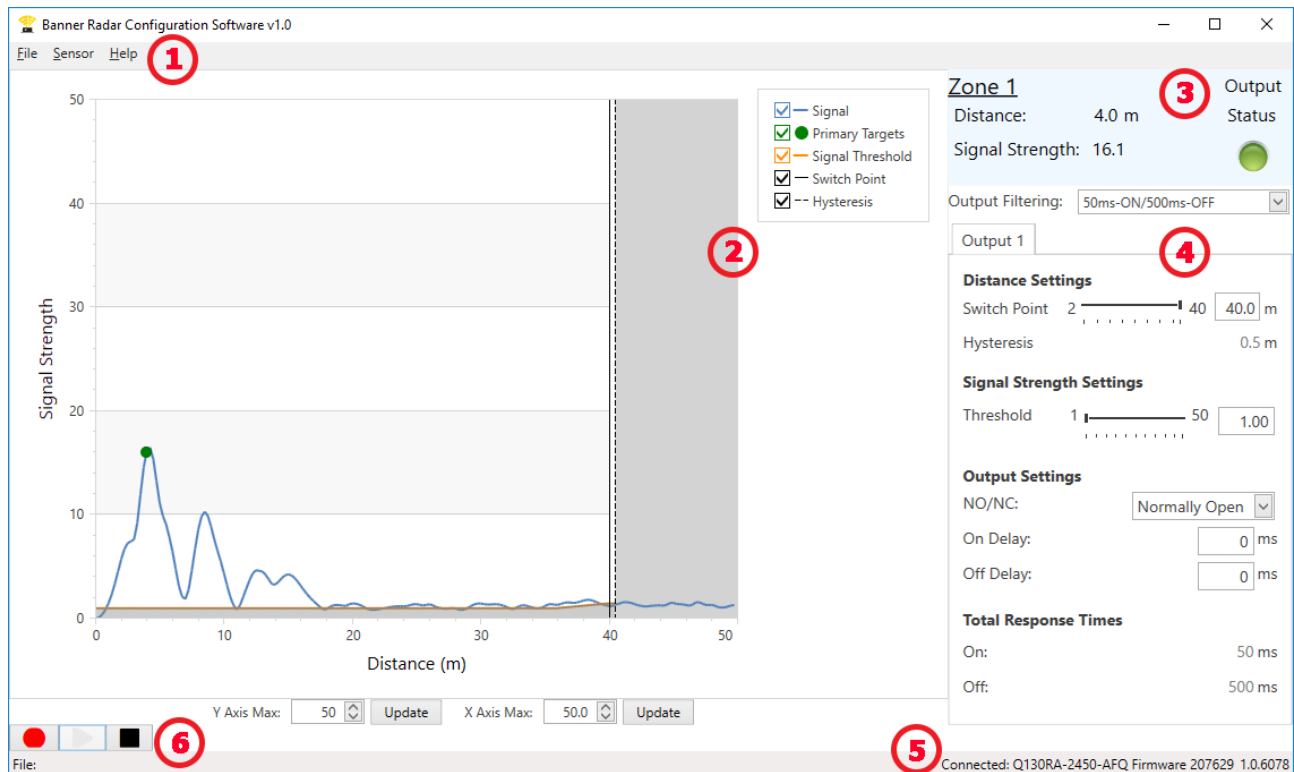 Banner Radar Configuration Software v1.0
File Sensor Help
1
50
40
30
20
10
0
Signal Strength
0 10 20 30 40 50
Distance (m)
Signal
Primary Targets
Signal Threshold
Switch Point
Hysteresis
2
Zone 1
3
Output
Distance: 4.0 m
Status
Signal Strength: 16.1
Output Filtering: 50ms-ON/500ms-OFF
Output 1
4
Distance Settings
Switch Point 2 40 40.0 m
Hysteresis 0.5 m
Signal Strength Settings
Threshold 1 50 1.00
Output Settings
NO/NC: Normally Open
On Delay: 0 ms
Off Delay: 0 ms
Total Response Times
On: 50 ms
Off: 500 ms
Y Axis Max: 50 Update X Axis Max: 50.0 Update
6
5
File:
Connected: Q130RA-2450-AFQ Firmware 207629 1.0.6078